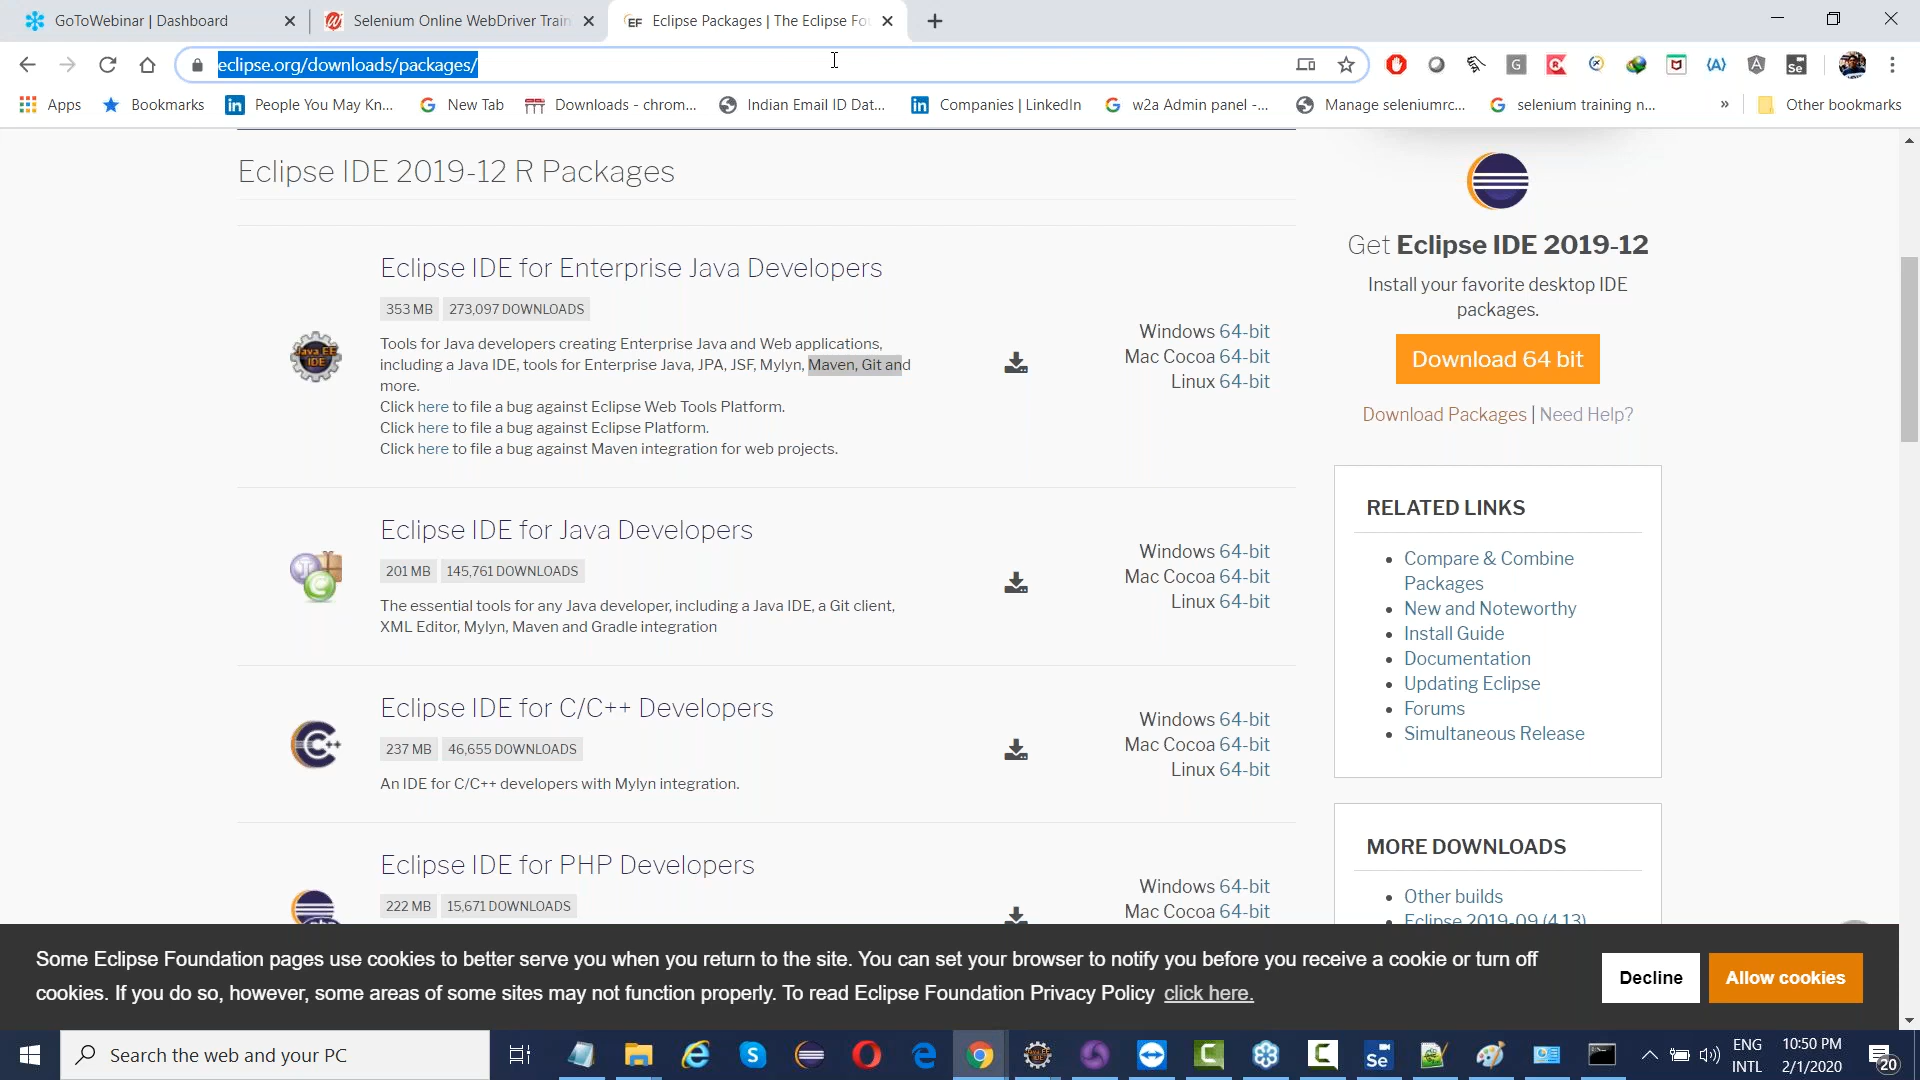 GoToWebinar | Dashboard
Selenium Online WebDriver Train
EF Eclipse Packages | The Eclipse Fou
eclipse.org/downloads/packages/
Apps
Bookmarks
People You May Kn...
New Tab
Downloads - chrom...
Indian Email ID Dat...
Companies | LinkedIn
w2a Admin panel -...
Manage seleniumrc...
selenium training n...
»
Other bookmarks
Eclipse IDE 2019-12 R Packages
Eclipse IDE for Enterprise Java Developers
353 MB 273,097 DOWNLOADS
Tools for Java developers creating Enterprise Java and Web applications,
including a Java IDE, tools for Enterprise Java, JPA, JSF, Mylyn, Maven, Git and
more.
Click here to file a bug against Eclipse Web Tools Platform.
Click here to file a bug against Eclipse Platform.
Click here to file a bug against Maven integration for web projects.
Java EE
IDE
Windows 64-bit
Mac Cocoa 64-bit
Linux 64-bit
Eclipse IDE for Java Developers
201 MB 145,761 DOWNLOADS
The essential tools for any Java developer, including a Java IDE, a Git client,
XML Editor, Mylyn, Maven and Gradle integration
Windows 64-bit
Mac Cocoa 64-bit
Linux 64-bit
Eclipse IDE for C/C++ Developers
237 MB 46,655 DOWNLOADS
An IDE for C/C++ developers with Mylyn integration.
Windows 64-bit
Mac Cocoa 64-bit
Linux 64-bit
Eclipse IDE for PHP Developers
222 MB 15,671 DOWNLOADS
Windows 64-bit
Mac Cocoa 64-bit
Get Eclipse IDE 2019-12
Install your favorite desktop IDE
packages.
Download 64 bit
Download Packages | Need Help?
RELATED LINKS
Compare & Combine
Packages
New and Noteworthy
Install Guide
Documentation
Updating Eclipse
Forums
Simultaneous Release
MORE DOWNLOADS
Other builds
Eclipse 2019-09 (4.13)
Some Eclipse Foundation pages use cookies to better serve you when you return to the site. You can set your browser to notify you before you receive a cookie or turn off
cookies. If you do so, however, some areas of some sites may not function properly. To read Eclipse Foundation Privacy Policy click here.
Decline
Allow cookies
Search the web and your PC
Se
ENG
INTL
10:50 PM
2/1/2020
20